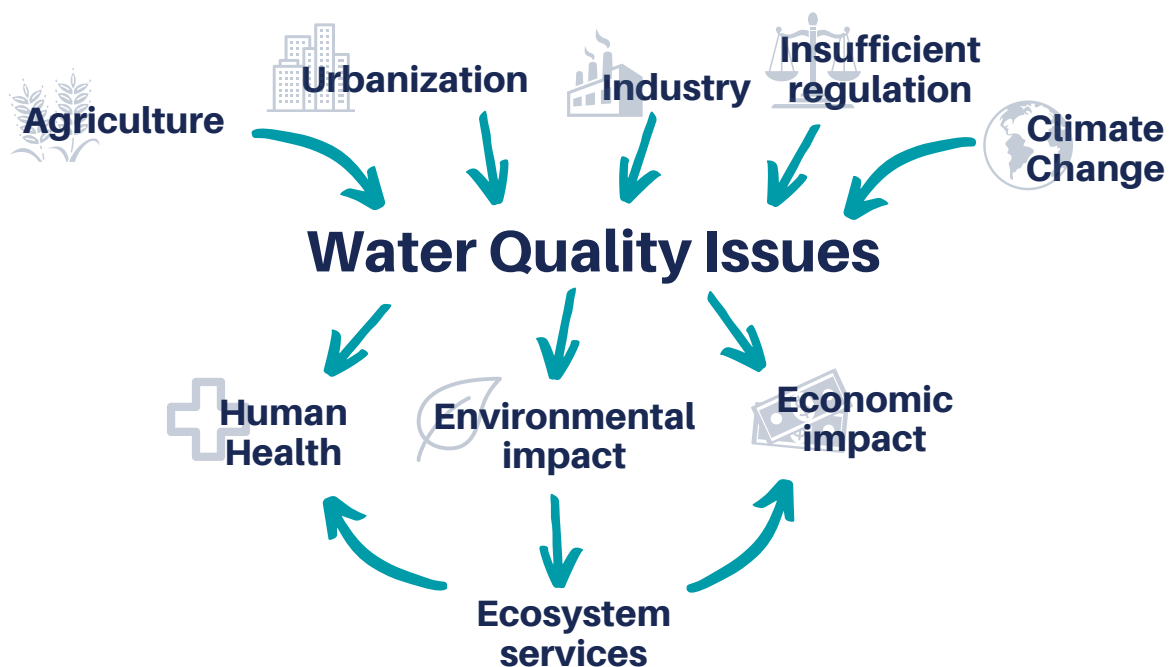 Agriculture
Urbanization
Industry
Insufficient
regulation
Climate
Change
Water Quality Issues
Human
Health
Environmental
impact
Economic
impact
Ecosystem
services